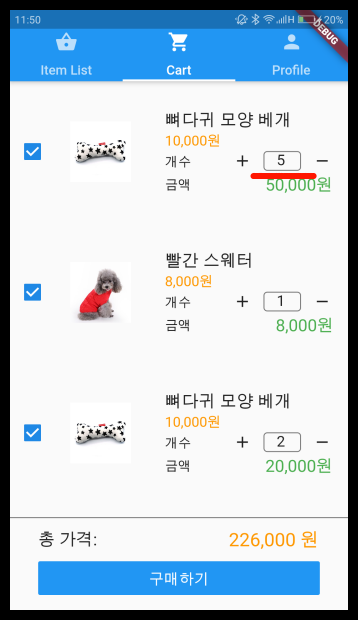 11:50 H 20%
DEBUG
Item List Cart Profile
뼈다귀 모양 베개
10,000원
개수 + 5 −
금액 50,000원
빨간 스웨터
8,000원
개수 + 1 −
금액 8,000원
뼈다귀 모양 베개
10,000원
개수 + 2 −
금액 20,000원
총 가격: 226,000 원
구매하기